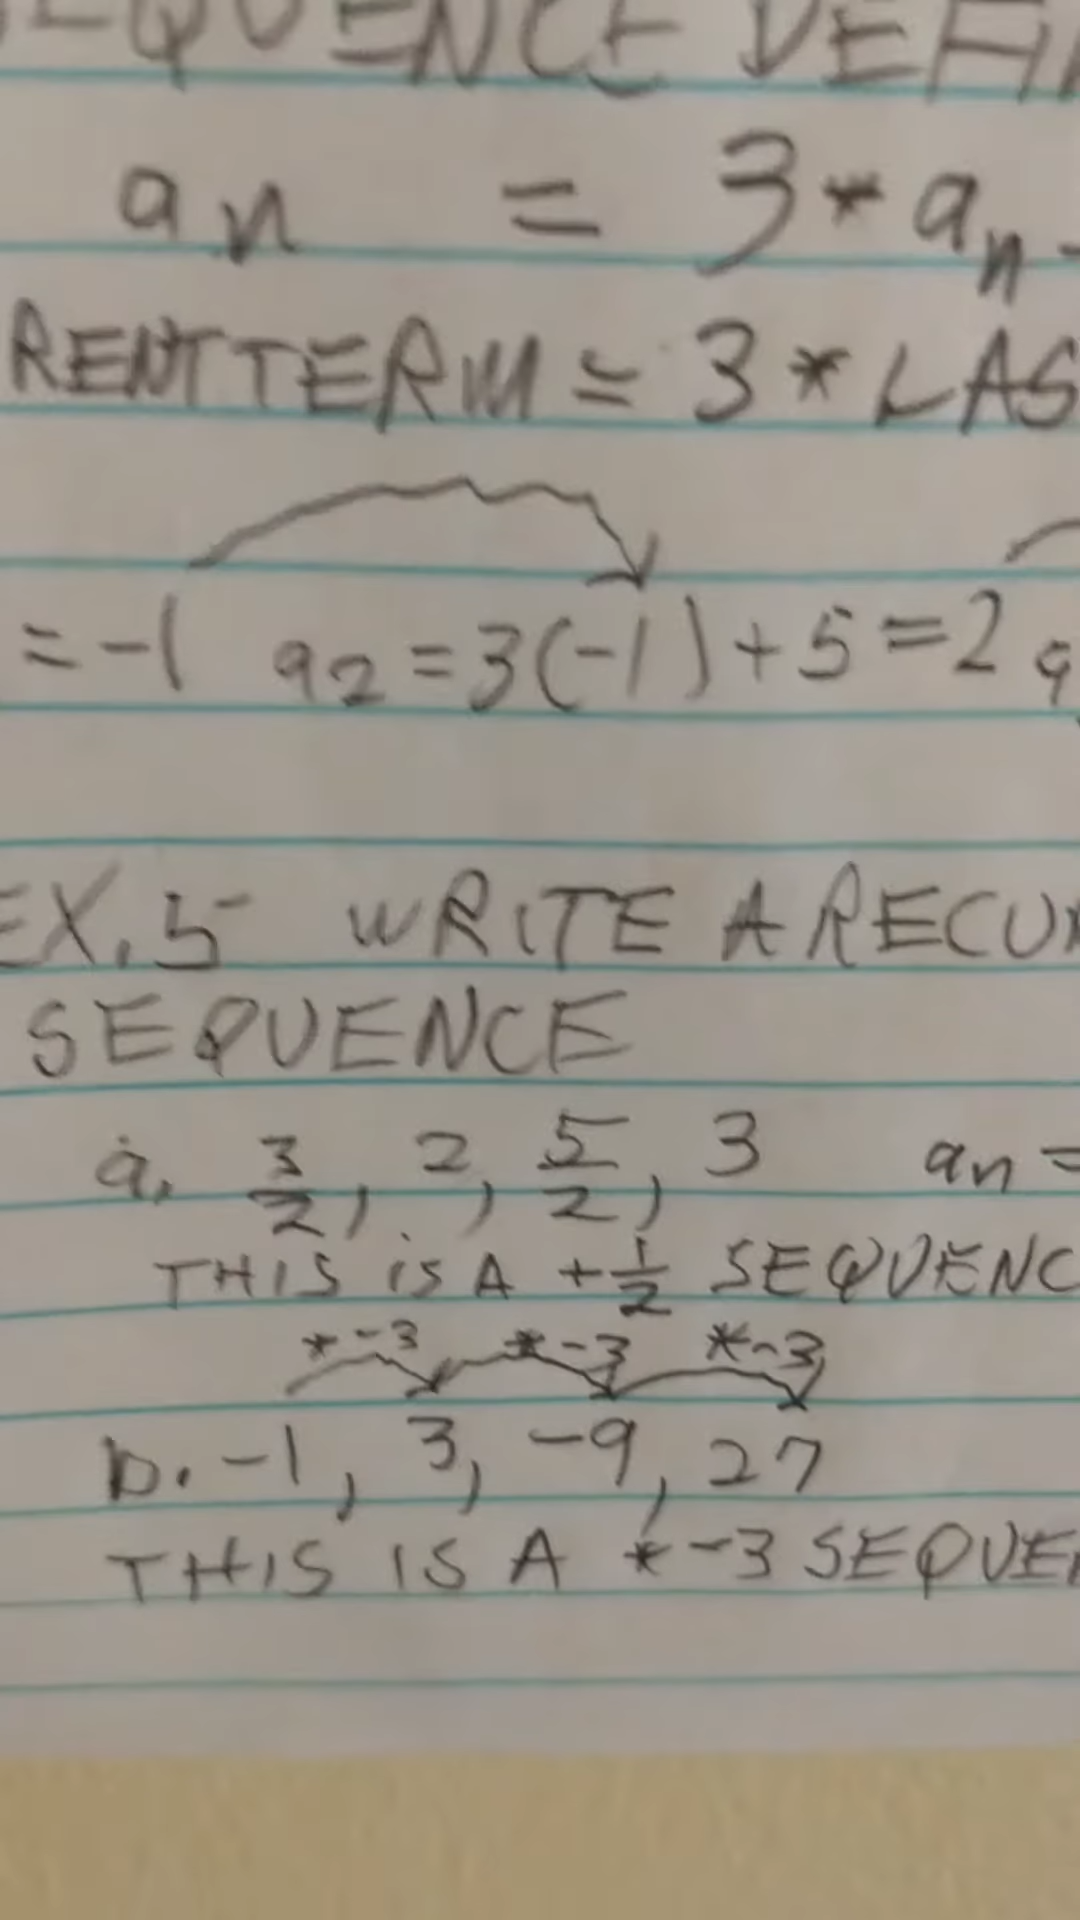 EQUENCE DEFI
an = 3*an-
RENT TERM = 3 * LAS
= -1 a2 = 3(-1) + 5 = 2 a
EX. 5 WRITE A RECU
SEQUENCE
a. 3/2, 2, 5/2, 3 an =
THIS is A + 1/2 SEQUENC
*-3 *-3 *-3
b. -1, 3, -9, 27
THIS IS A *-3 SEQUE